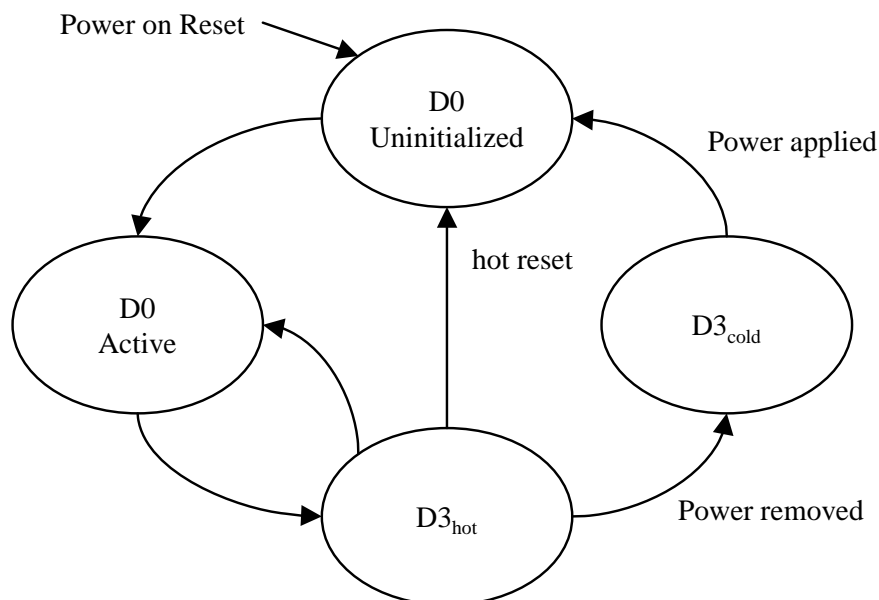 Power on Reset
D0
Uninitialized
Power applied
hot reset
D0
Active
D3cold
D3hot
Power removed